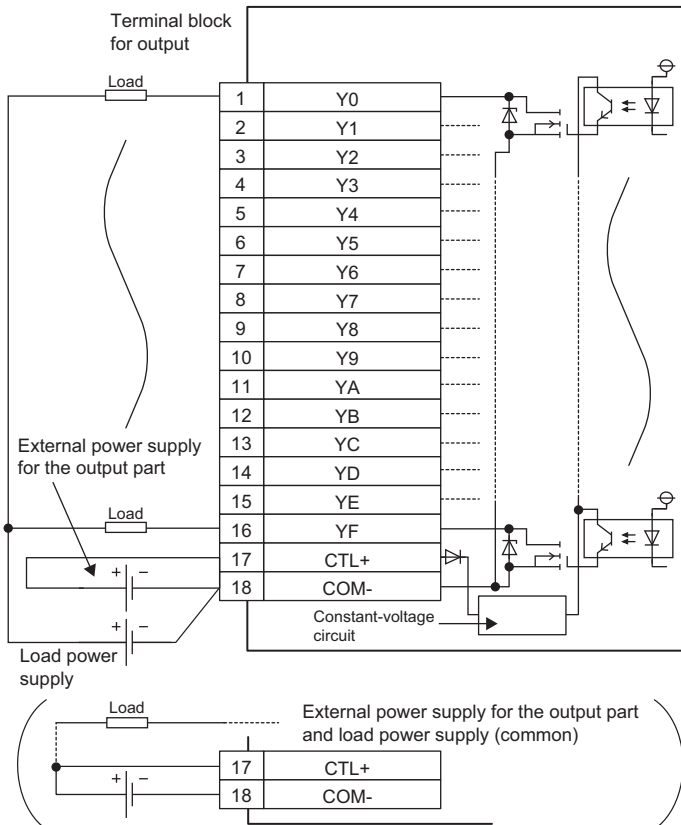 Terminal block
for output
Load
1 Y0
2 Y1
3 Y2
4 Y3
5 Y4
6 Y5
7 Y6
8 Y7
9 Y8
10 Y9
11 YA
12 YB
13 YC
14 YD
15 YE
16 YF
17 CTL+
18 COM-
External power supply
for the output part
Load
+ −
+ −
Load power
supply
Constant-voltage
circuit
Load
External power supply for the output part
and load power supply (common)
+ −
17 CTL+
18 COM-